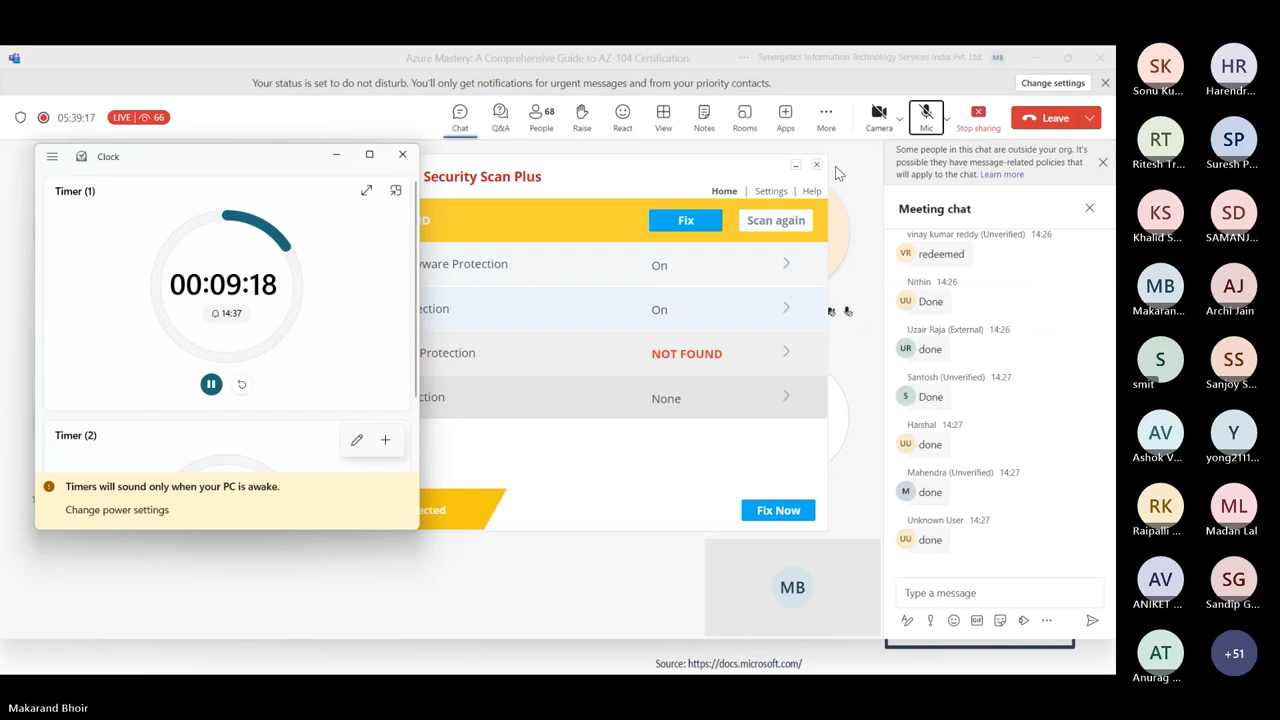 Azure Mastery: A Comprehensive Guide to AZ-104 Certification.
Synergetics Information Technology Services India Pvt. Ltd.
MB
Your status is set to do not disturb. You'll only get notifications for urgent messages and from your priority contacts.
Change settings
05:39:17
LIVE
66
Chat
Q&A
68
People
Raise
React
View
Notes
Rooms
Apps
More
Camera
Mic
Stop sharing
Leave
Clock
Timer (1)
00:09:18
14:37
Timer (2)
Timers will sound only when your PC is awake.
Change power settings
Security Scan Plus
Home | Settings | Help
D
Fix
Scan again
ware Protection
On
ction
On
Protection
NOT FOUND
ction
None
cted
Fix Now
MB
Source: https://docs.microsoft.com/
Some people in this chat are outside your org. It's
possible they have message-related policies that
will apply to the chat. Learn more
Meeting chat
vinay kumar reddy (Unverified) 14:26
VR
redeemed
Nithin 14:26
UU
Done
Uzair Raja (External) 14:26
UR
done
Santosh (Unverified) 14:27
S
Done
Harshal 14:27
UU
done
Mahendra (Unverified) 14:27
M
done
Unknown User 14:27
UU
done
Type a message
GIF
SK
HR
Sonu Ku...
Harendr...
RT
SP
Ritesh Tr...
Suresh P...
KS
SD
Khalid S...
SAMANJ...
MB
AJ
Makaran...
Archi Jain
S
SS
smit
Sanjoy S...
AV
Y
Ashok V...
yong2111...
RK
ML
Raipalli ...
Madan Lal
AV
SG
ANIKET ...
Sandip G...
AT
+51
Anurag ...
Makarand Bhoir